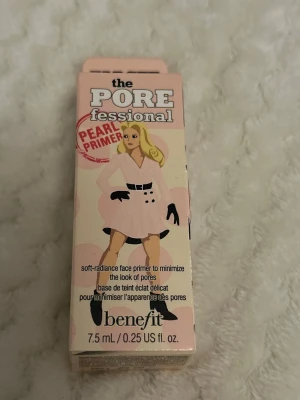 the
PORE
fessional
PEARL
PRIMER
soft-radiance face primer to minimize
the look of pores
base de teint éclat délicat
pour minimiser l'apparence des pores
benefit
7.5 mL / 0.25 US fl. oz.